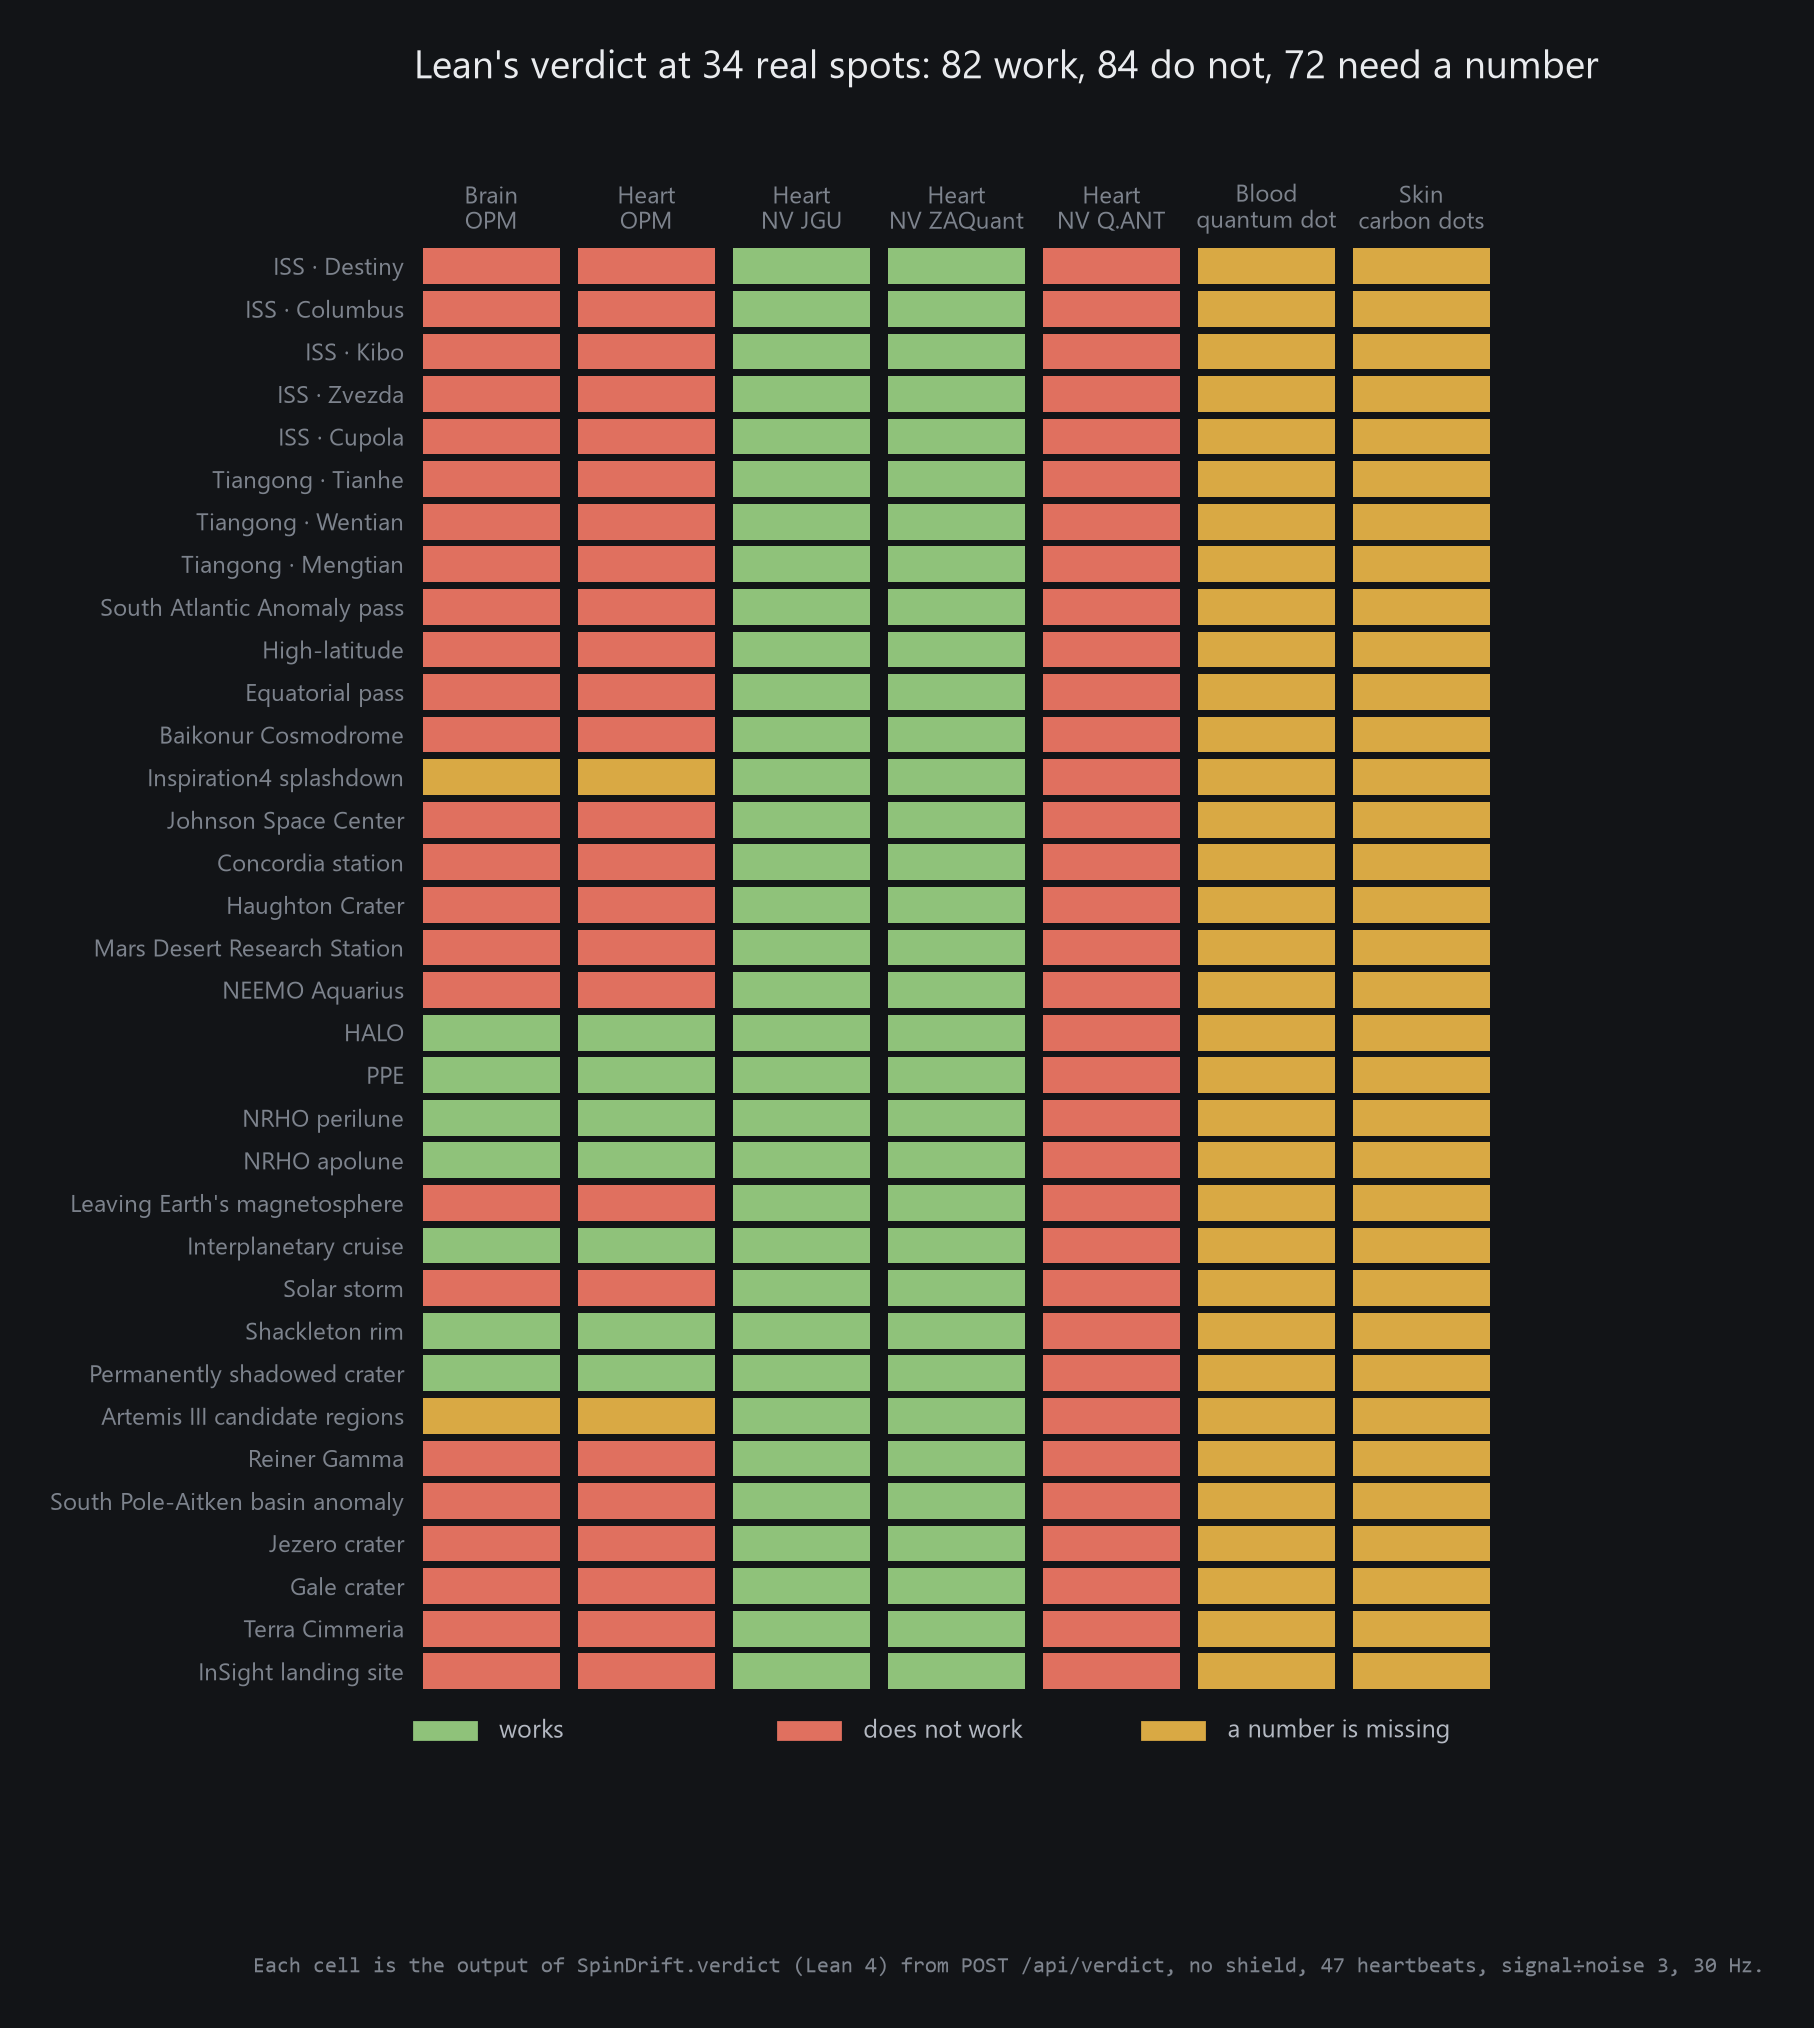 Lean's verdict at 34 real spots: 82 work, 84 do not, 72 need a number
Brain
OPM
Heart
OPM
Heart
NV JGU
Heart
NV ZAQuant
Heart
NV Q.ANT
Blood
quantum dot
Skin
carbon dots
ISS · Destiny
ISS · Columbus
ISS · Kibo
ISS · Zvezda
ISS · Cupola
Tiangong · Tianhe
Tiangong · Wentian
Tiangong · Mengtian
South Atlantic Anomaly pass
High-latitude
Equatorial pass
Baikonur Cosmodrome
Inspiration4 splashdown
Johnson Space Center
Concordia station
Haughton Crater
Mars Desert Research Station
NEEMO Aquarius
HALO
PPE
NRHO perilune
NRHO apolune
Leaving Earth's magnetosphere
Interplanetary cruise
Solar storm
Shackleton rim
Permanently shadowed crater
Artemis III candidate regions
Reiner Gamma
South Pole-Aitken basin anomaly
Jezero crater
Gale crater
Terra Cimmeria
InSight landing site
works
does not work
a number is missing
Each cell is the output of SpinDrift.verdict (Lean 4) from POST /api/verdict, no shield, 47 heartbeats, signal÷noise 3, 30 Hz.